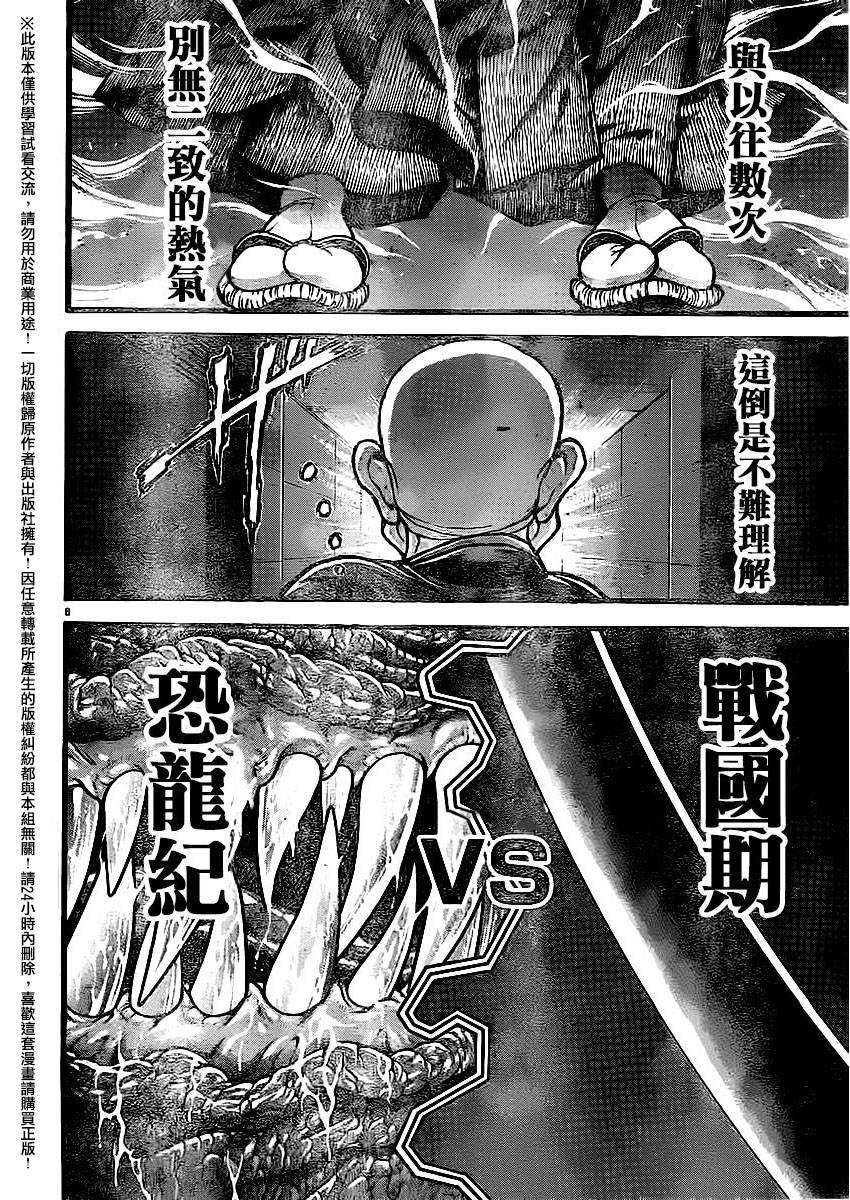 與以往數次
別無二致的熱氣
這倒是不難理解
ザッ
6
戰國期
VS
恐龍紀
※此版本僅供學習試看交流，請勿用於商業用途！一切版權歸原作者與出版社擁有！因任意轉載所產生的版權糾紛都與本組無關！請24小時內刪除，喜歡這套漫畫請購買正版！